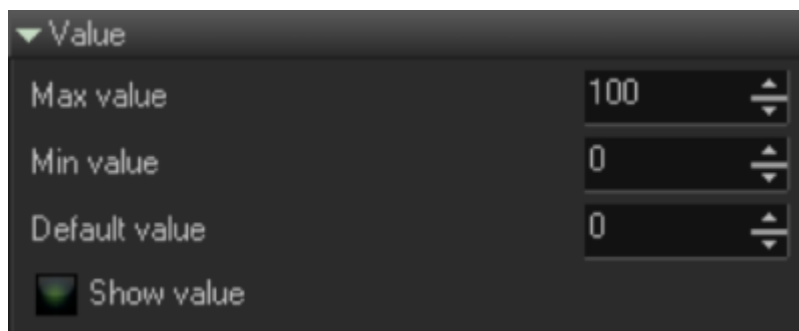 Value
Max value 100
Min value 0
Default value 0
Show value